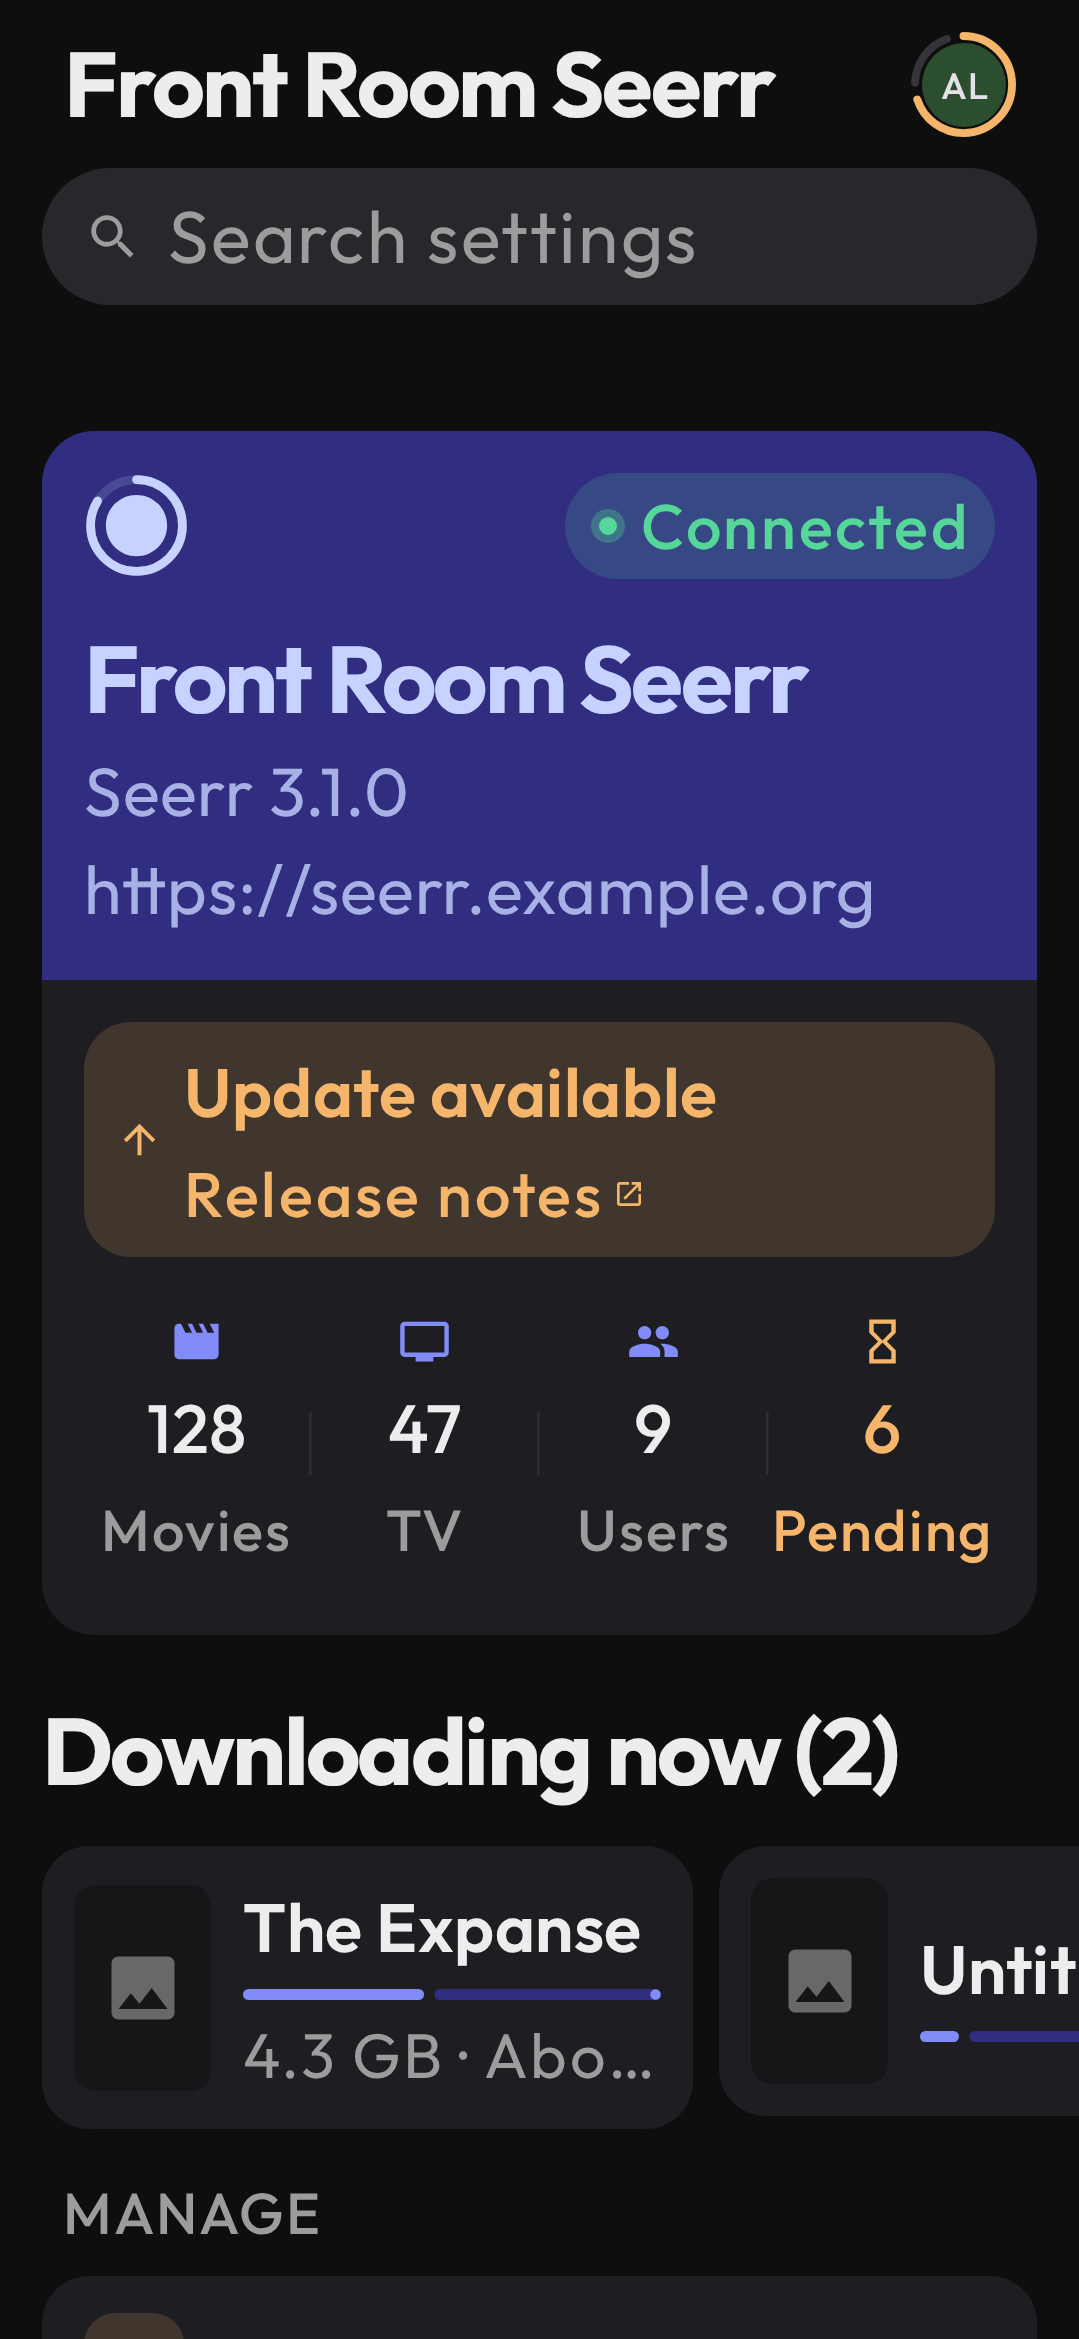 Front Room Seerr
AL
Search settings
Connected
Front Room Seerr
Seerr 3.1.0
https://seerr.example.org
Update available
Release notes
128
47
9
6
Movies
TV
Users
Pending
Downloading now (2)
The Expanse
4.3 GB · Abo...
Untit
MANAGE